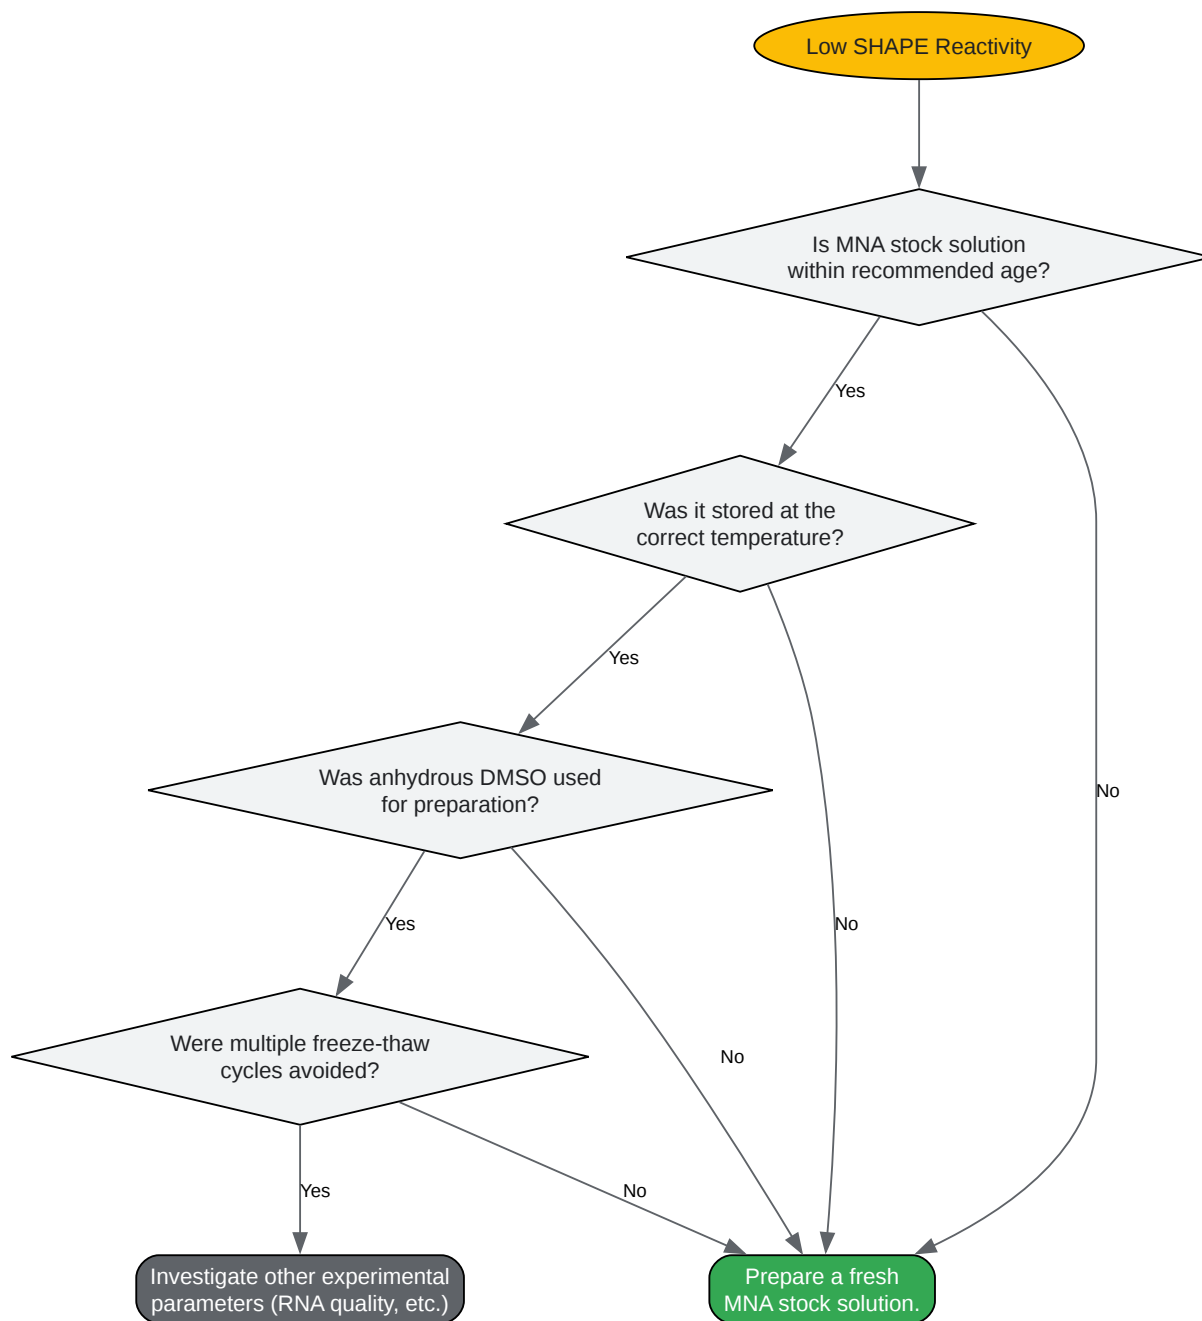 Low SHAPE Reactivity
Is MNA stock solution
within recommended age?
Yes
Was it stored at the
correct temperature?
Yes
Was anhydrous DMSO used
for preparation?
No
Yes
No
Were multiple freeze-thaw
cycles avoided?
No
Yes
No
Investigate other experimental
parameters (RNA quality, etc.)
Prepare a fresh
MNA stock solution.